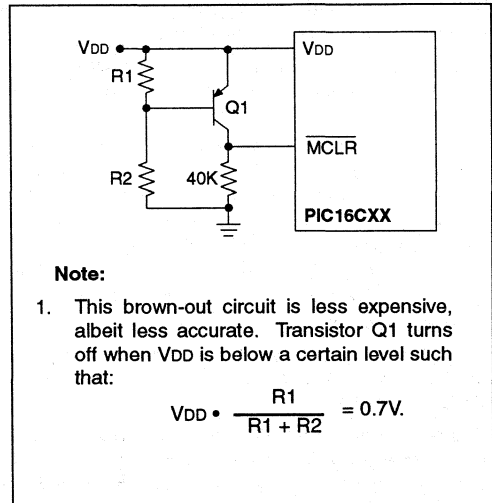 VDD
VDD
R1
Q1
MCLR
R2
40K
PIC16CXX
Note:
1. This brown-out circuit is less expensive,
albeit less accurate. Transistor Q1 turns
off when VDD is below a certain level such
that:
VDD • R1 / R1 + R2 = 0.7V.